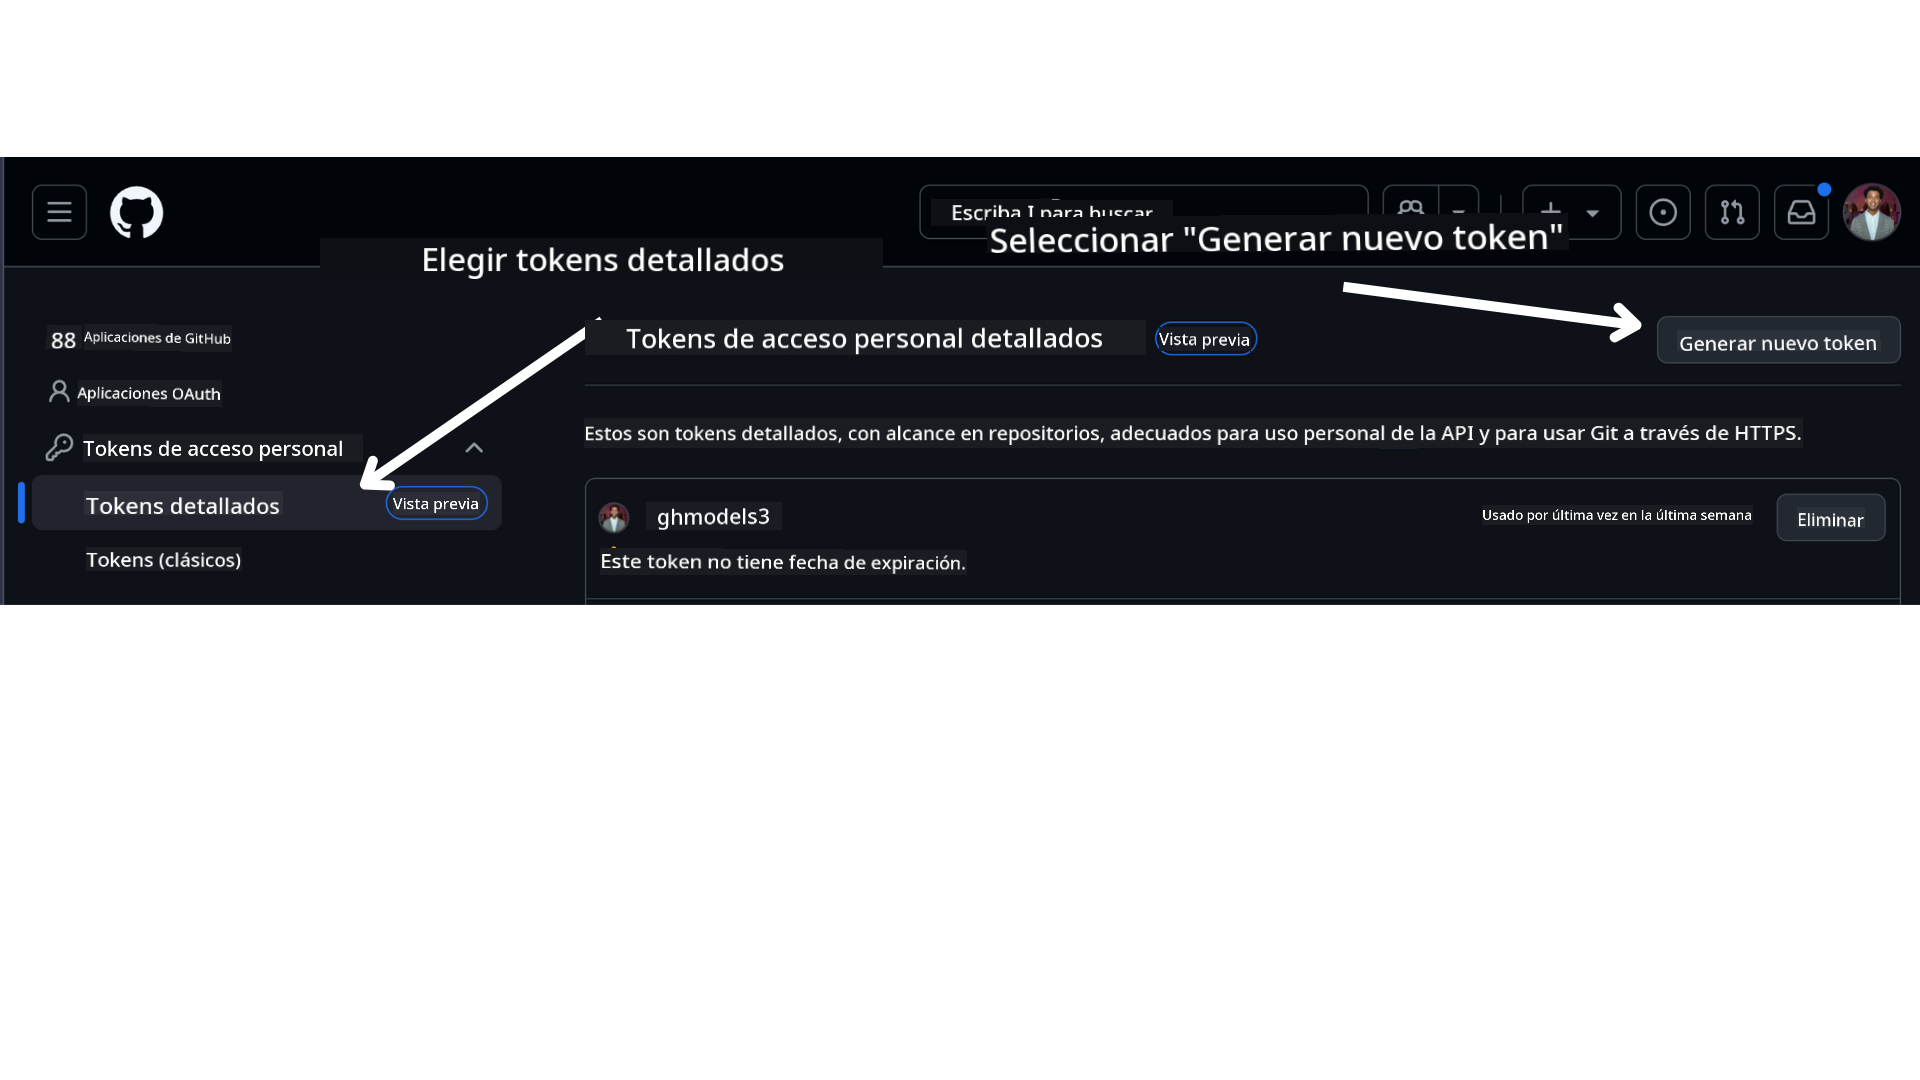 Escriba I para buscar
Seleccionar "Generar nuevo token"
Elegir tokens detallados
88 Aplicaciones de GitHub
Tokens de acceso personal detallados Vista previa
Generar nuevo token
Aplicaciones OAuth
Tokens de acceso personal
Estos son tokens detallados, con alcance en repositorios, adecuados para uso personal de la API y para usar Git a través de HTTPS.
Tokens detallados Vista previa
ghmodels3
Usado por última vez en la última semana
Eliminar
Tokens (clásicos)
Este token no tiene fecha de expiración.